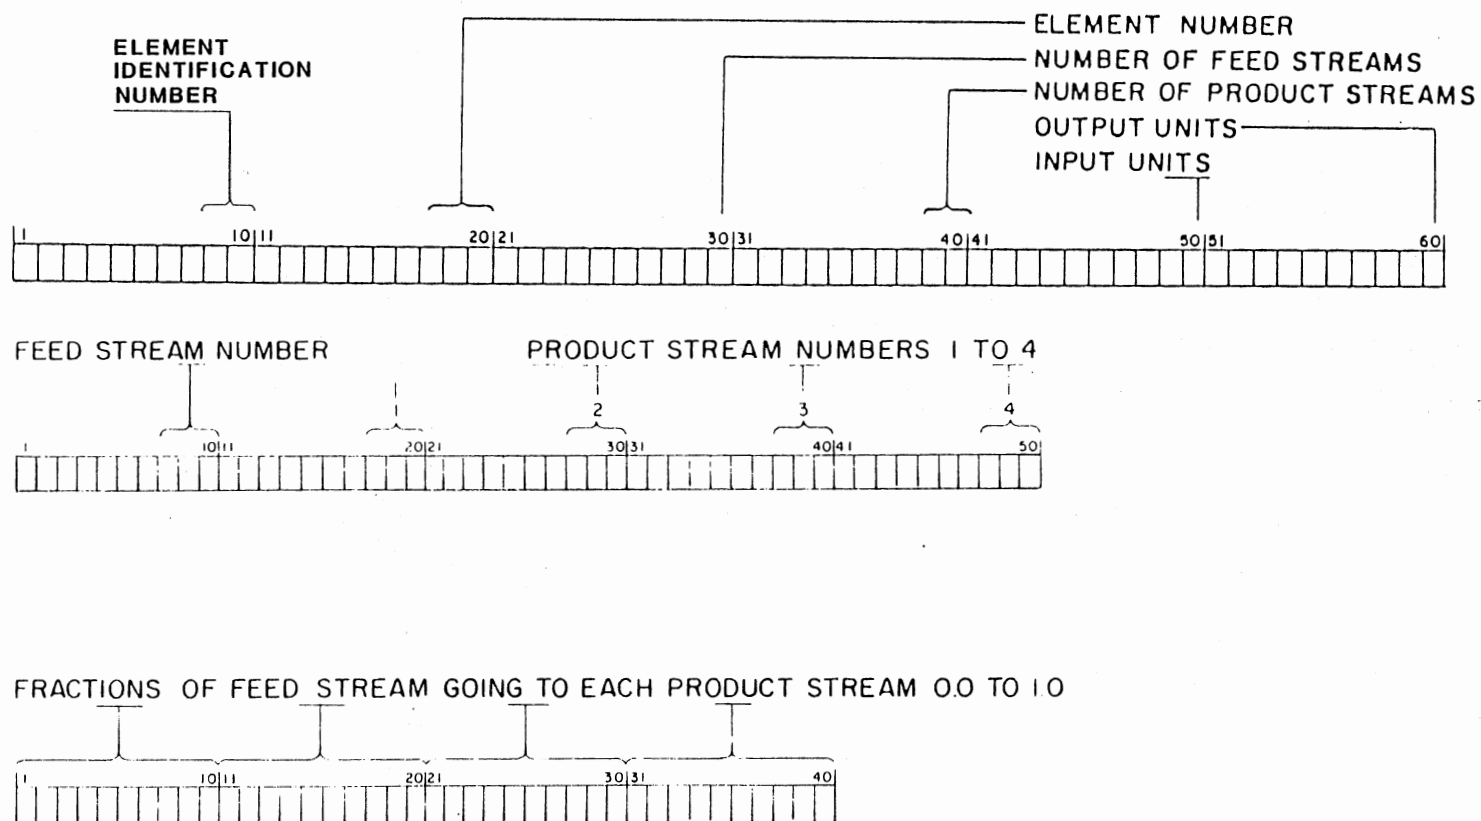 ELEMENT
IDENTIFICATION
NUMBER
ELEMENT NUMBER
NUMBER OF FEED STREAMS
NUMBER OF PRODUCT STREAMS
OUTPUT UNITS
INPUT UNITS
1 10 11 20 21 30 31 40 41 50 51 60
FEED STREAM NUMBER
PRODUCT STREAM NUMBERS 1 TO 4
2 3 4
1 10 11 20 21 30 31 40 41 50
FRACTIONS OF FEED STREAM GOING TO EACH PRODUCT STREAM 0.0 TO 1.0
1 10 11 20 21 30 31 40